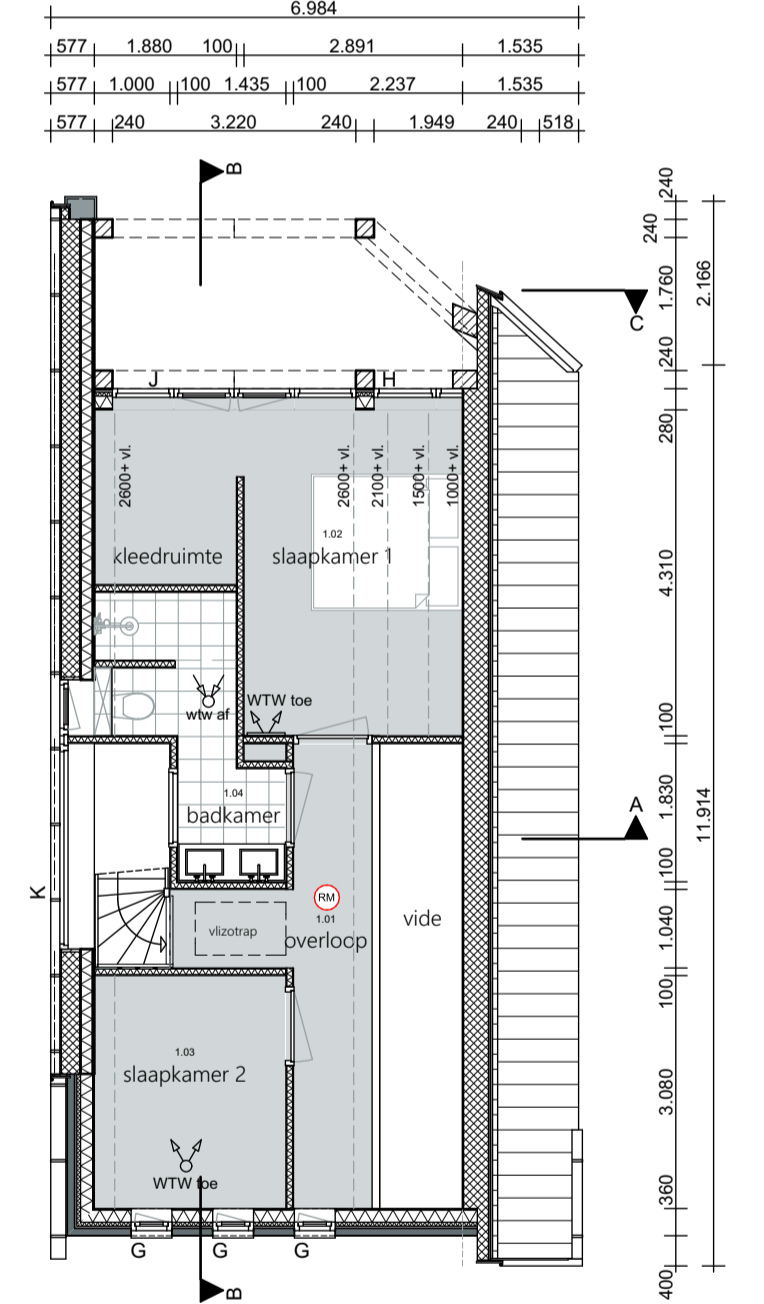 6.984
577 1.880 100 2.891 1.535
577 1.000 100 1.435 100 2.237 1.535
577 240 3.220 240 1.949 240 518
B
240
240
1.760
2.166
C
240
J
H
280
2600+ vl.
2600+ vl.
2100+ vl.
1500+ vl.
1000+ vl.
1.02
kleedruimte
slaapkamer 1
4.310
WTW toe
wtw af
100
1.04
badkamer
1.830
A
11.914
100
K
RM
1.01
vlizotrap
overloop
vide
1.040
100
1.03
slaapkamer 2
3.080
WTW toe
360
G
G
G
400
B